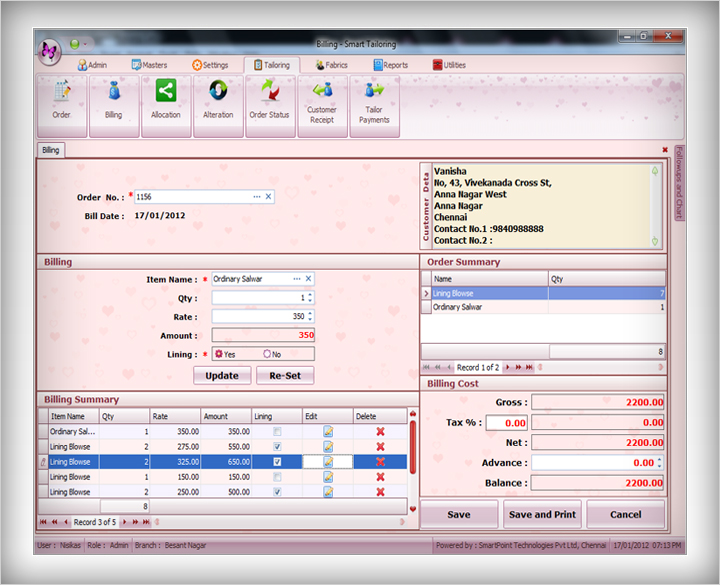 Billing - Smart Tailoring
Admin Masters Settings Tailoring Fabrics Reports Utilities
Order Billing Allocation Alteration Order Status Customer Receipt Tailor Payments
Billing
Followups and Chart
Order No. : * 1156
Bill Date : 17/01/2012
Customer Deta
Vanisha
No, 43, Vivekanada Cross St,
Anna Nagar West
Anna Nagar
Chennai
Contact No.1 :9840988888
Contact No.2 :
Billing
Item Name : * Ordinary Salwar
Qty : 1
Rate : 350
Amount : 350
Lining : * Yes No
Update Re-Set
Order Summary
Name Qty
Lining Blowse 7
Ordinary Salwar 1
8
Record 1 of 2
Billing Summary
Item Name Qty Rate Amount Lining Edit Delete
Ordinary Sal... 1 350.00 350.00
Lining Blowse 2 275.00 550.00
Lining Blowse 2 325.00 650.00
Lining Blowse 1 150.00 150.00
Lining Blowse 2 250.00 500.00
8
Record 3 of 5
Billing Cost
Gross : 2200.00
Tax % : 0.00 0.00
Net : 2200.00
Advance : 0.00
Balance : 2200.00
Save Save and Print Cancel
User : Niskas Role : Admin Branch : Besant Nagar
Powered by : SmartPoint Technologies Pvt Ltd, Chennai 17/01/2012 07:13 PM